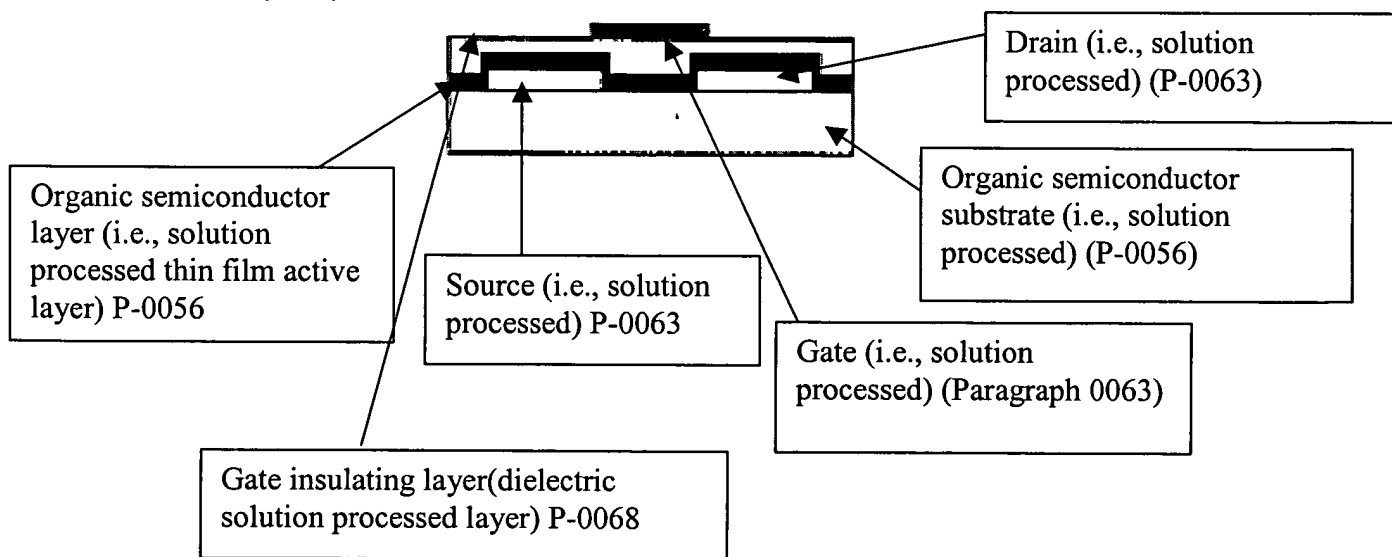 Drain (i.e., solution
processed) (P-0063)
Organic semiconductor
layer (i.e., solution
processed thin film active
layer) P-0056
Source (i.e., solution
processed) P-0063
Organic semiconductor
substrate (i.e., solution
processed) (P-0056)
Gate (i.e., solution
processed) (Paragraph 0063)
Gate insulating layer(dielectric
solution processed layer) P-0068